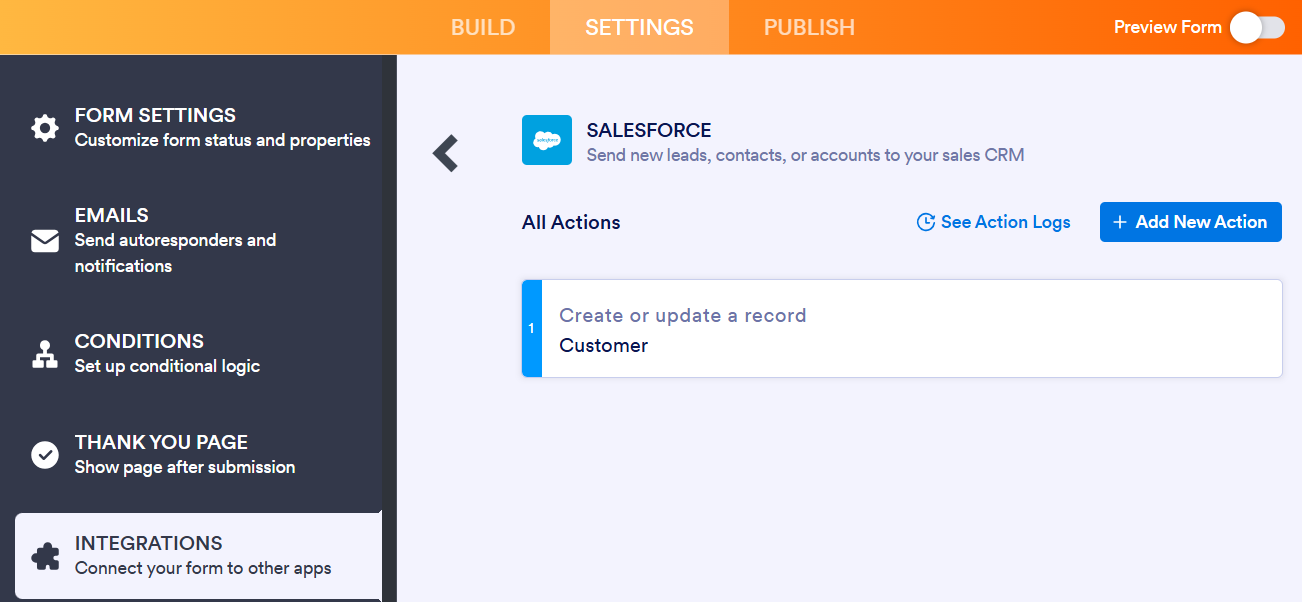 BUILD SETTINGS PUBLISH Preview Form
FORM SETTINGS
Customize form status and properties
EMAILS
Send autoresponders and
notifications
CONDITIONS
Set up conditional logic
THANK YOU PAGE
Show page after submission
INTEGRATIONS
Connect your form to other apps
salesforce
SALESFORCE
Send new leads, contacts, or accounts to your sales CRM
All Actions See Action Logs + Add New Action
1
Create or update a record
Customer